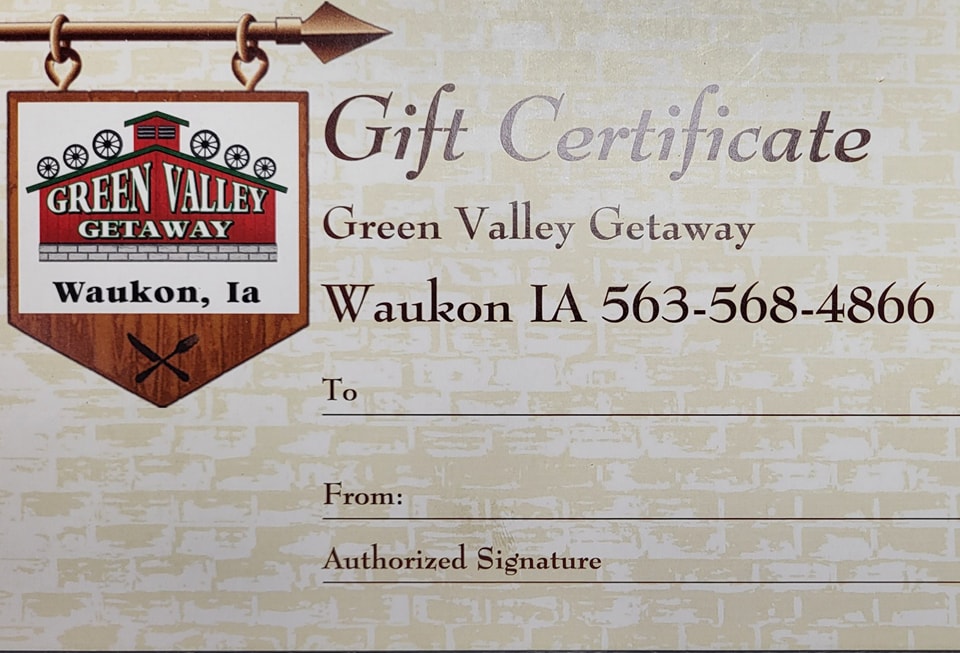 GREEN VALLEY
GETAWAY
Waukon, Ia
Gift Certificate
Green Valley Getaway
Waukon IA 563-568-4866
To
From:
Authorized Signature